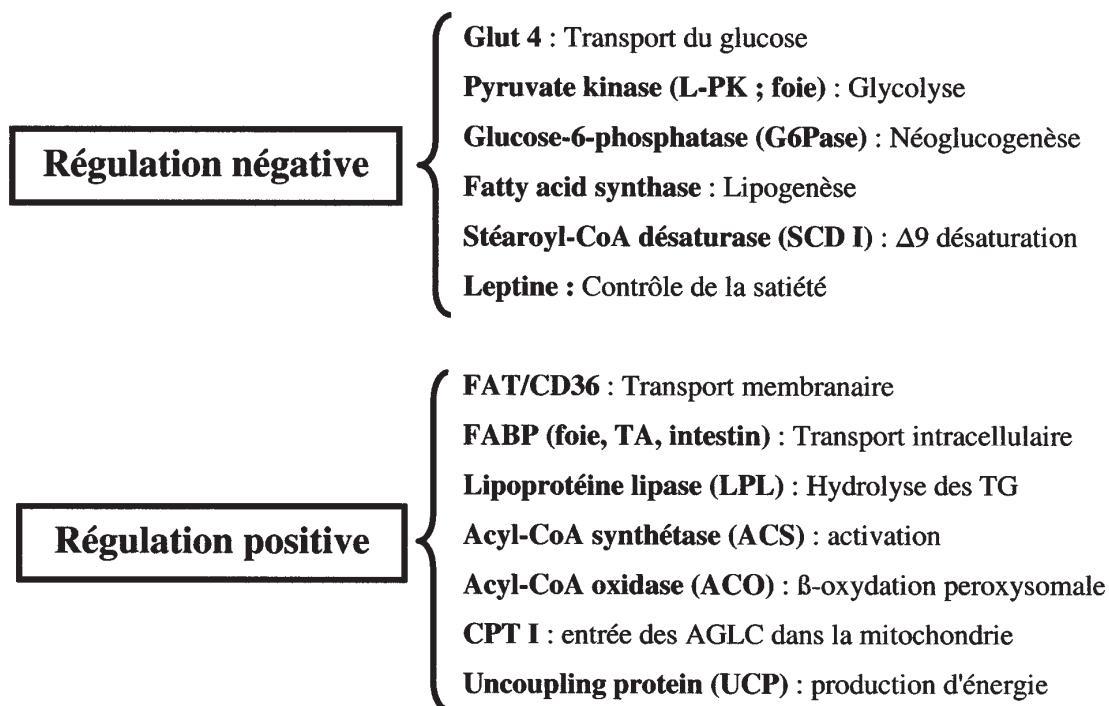 Glut 4 : Transport du glucose
Pyruvate kinase (L-PK ; foie) : Glycolyse
Glucose-6-phosphatase (G6Pase) : Néoglucogenèse
Régulation négative
Fatty acid synthase : Lipogenèse
Stéaroyl-CoA désaturase (SCD I) : Δ9 désaturation
Leptine : Contrôle de la satiété
FAT/CD36 : Transport membranaire
FABP (foie, TA, intestin) : Transport intracellulaire
Lipoprotéine lipase (LPL) : Hydrolyse des TG
Régulation positive
Acyl-CoA synthétase (ACS) : activation
Acyl-CoA oxidase (ACO) : ß-oxydation peroxysomale
CPT I : entrée des AGLC dans la mitochondrie
Uncoupling protein (UCP) : production d'énergie